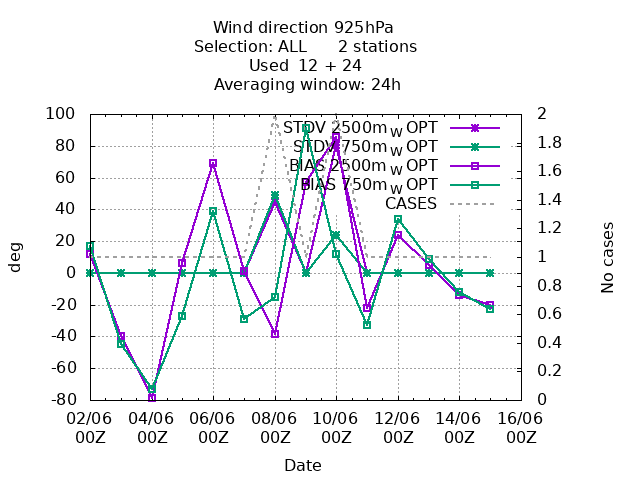 Wind direction 925hPa
Selection: ALL 2 stations
Used 12 + 24
Averaging window: 24h
STDV 2500m_W OPT
STDV 750m_W OPT
BIAS 2500m_W OPT
BIAS 750m_W OPT
CASES
deg
100
80
60
40
20
0
-20
-40
-60
-80
No cases
2
1.8
1.6
1.4
1.2
1
0.8
0.6
0.4
0.2
0
02/06 04/06 06/06 08/06 10/06 12/06 14/06 16/06
00Z 00Z 00Z 00Z 00Z 00Z 00Z 00Z
Date